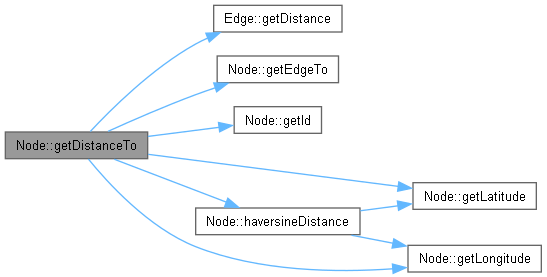 Edge::getDistance
Node::getEdgeTo
Node::getId
Node::getDistanceTo
Node::getLatitude
Node::haversineDistance
Node::getLongitude